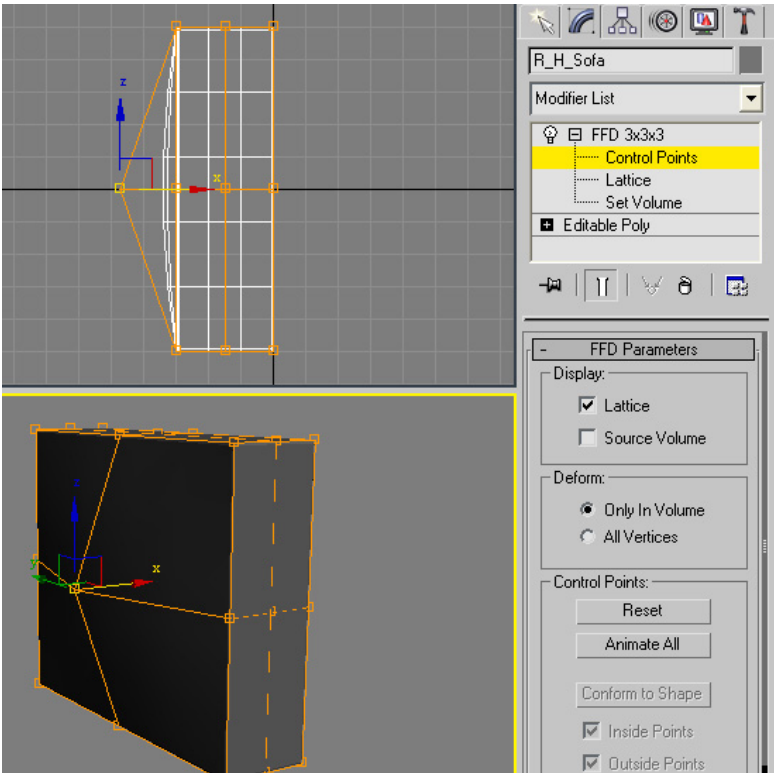 R_H_Sofa
Modifier List
FFD 3x3x3
Control Points
Lattice
Set Volume
Editable Poly
z
x
- FFD Parameters
Display:
Lattice
Source Volume
Deform:
Only In Volume
All Vertices
z
y
x
Control Points:
Reset
Animate All
Conform to Shape
Inside Points
Outside Points